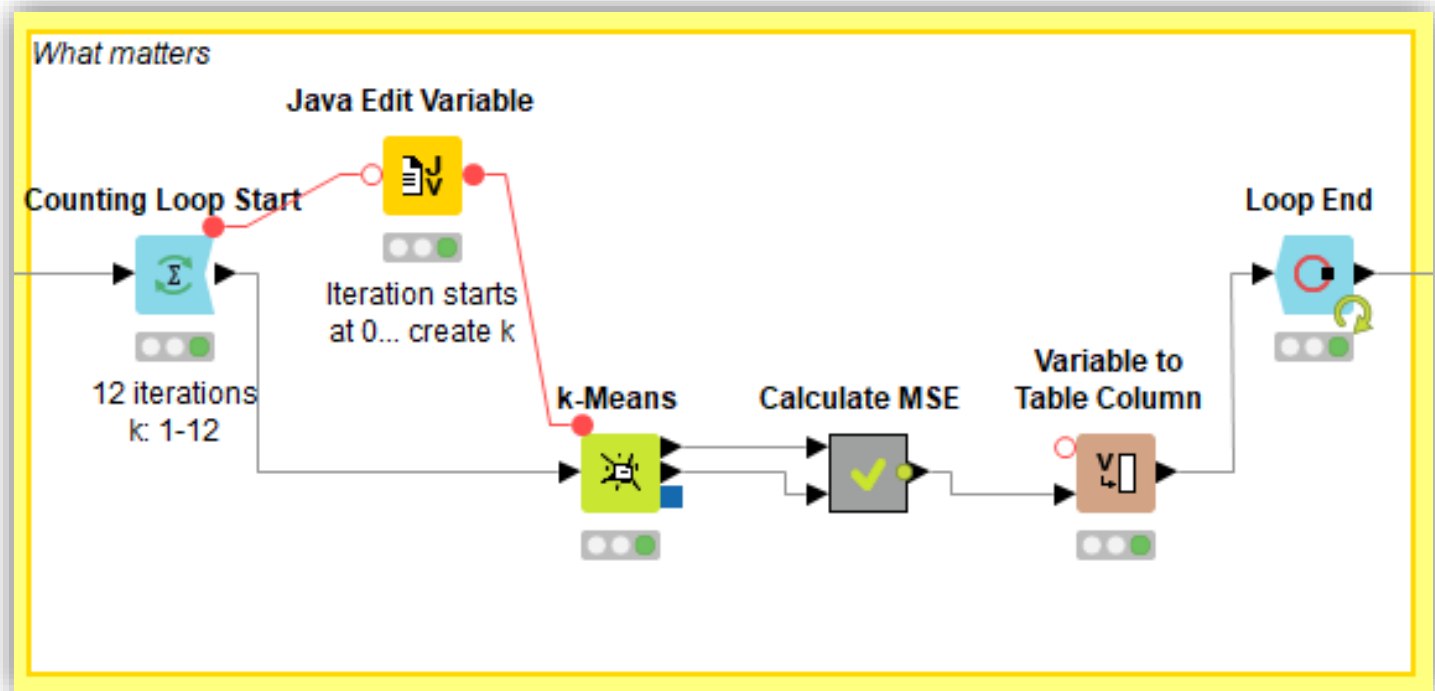 What matters
Java Edit Variable
Counting Loop Start
J
V
Σ
Iteration starts
at 0... create k
12 iterations
k: 1-12
k-Means
Calculate MSE
Variable to
Table Column
V
Loop End